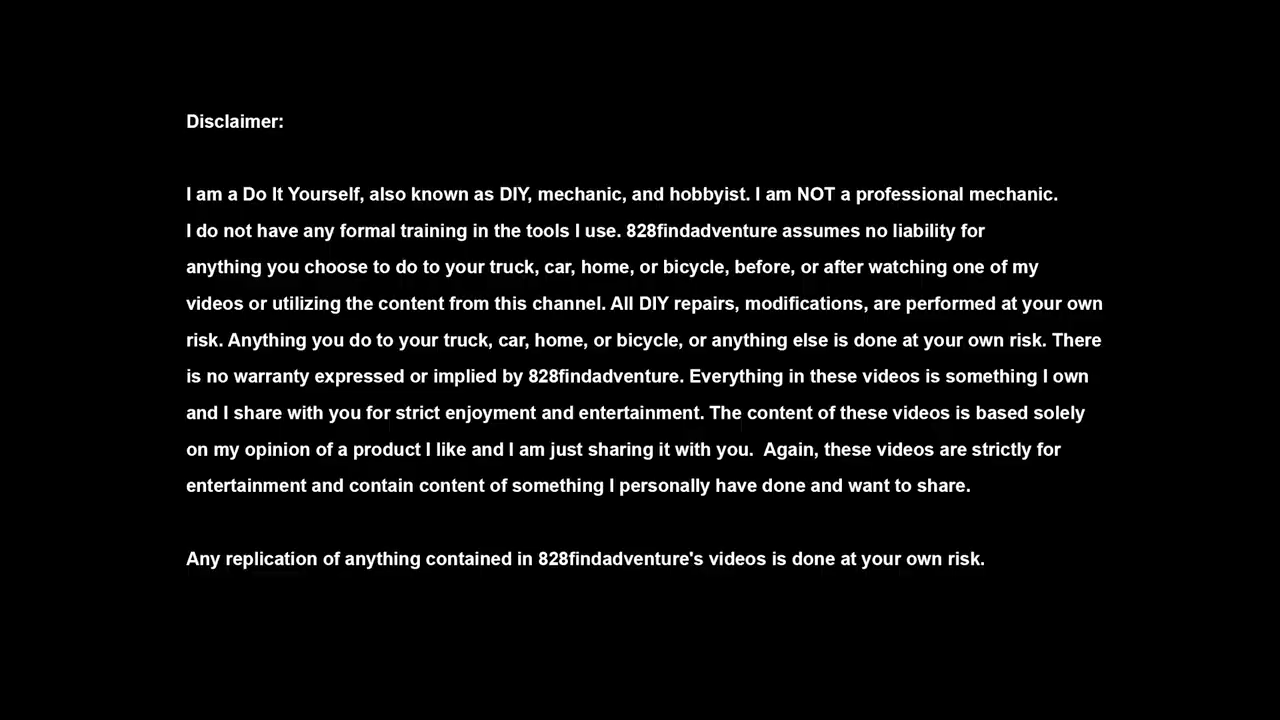 Disclaimer:
I am a Do It Yourself, also known as DIY, mechanic, and hobbyist. I am NOT a professional mechanic.
I do not have any formal training in the tools I use. 828findadventure assumes no liability for
anything you choose to do to your truck, car, home, or bicycle, before, or after watching one of my
videos or utilizing the content from this channel. All DIY repairs, modifications, are performed at your own
risk. Anything you do to your truck, car, home, or bicycle, or anything else is done at your own risk. There
is no warranty expressed or implied by 828findadventure. Everything in these videos is something I own
and I share with you for strict enjoyment and entertainment. The content of these videos is based solely
on my opinion of a product I like and I am just sharing it with you.  Again, these videos are strictly for
entertainment and contain content of something I personally have done and want to share.
Any replication of anything contained in 828findadventure's videos is done at your own risk.